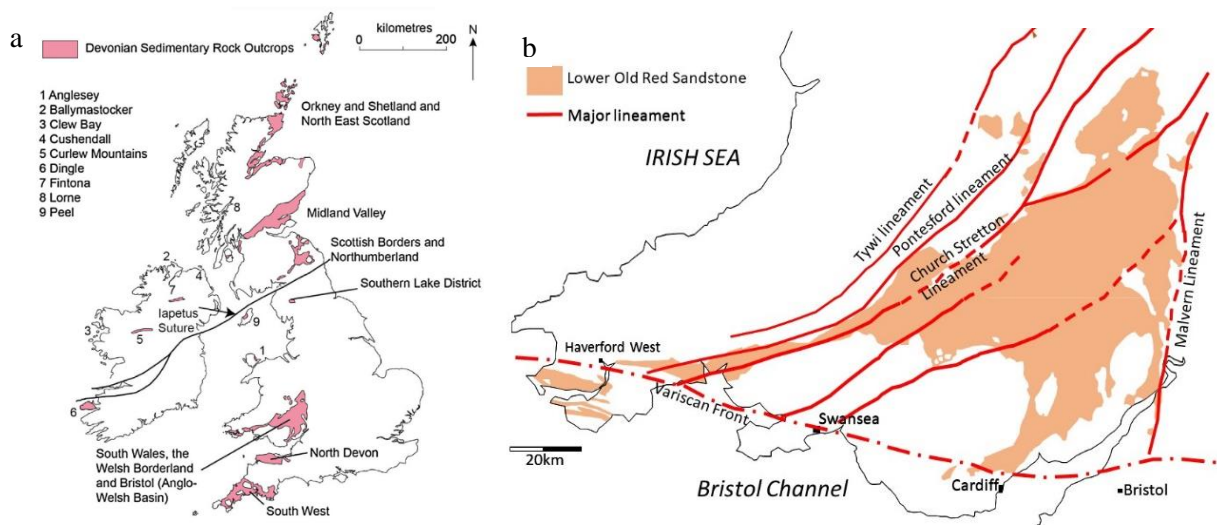 a
Devonian Sedimentary Rock Outcrops
kilometres
0 200
N
1 Anglesey
2 Ballymastocker
3 Clew Bay
4 Cushendall
5 Curlew Mountains
6 Dingle
7 Fintona
8 Lorne
9 Peel
Orkney and Shetland and
North East Scotland
8
Midland Valley
Scottish Borders and
Northumberland
Southern Lake District
2
4
7
Iapetus
Suture
9
3
5
1
6
South Wales, the
Welsh Borderland
and Bristol (Anglo-
Welsh Basin)
North Devon
South West
b
Lower Old Red Sandstone
Major lineament
IRISH SEA
Tywi lineament
Pontesford lineament
Church Stretton
Lineament
Malvern Lineament
Haverford West
Variscan Front
Swansea
20km
Bristol Channel
Cardiff
Bristol